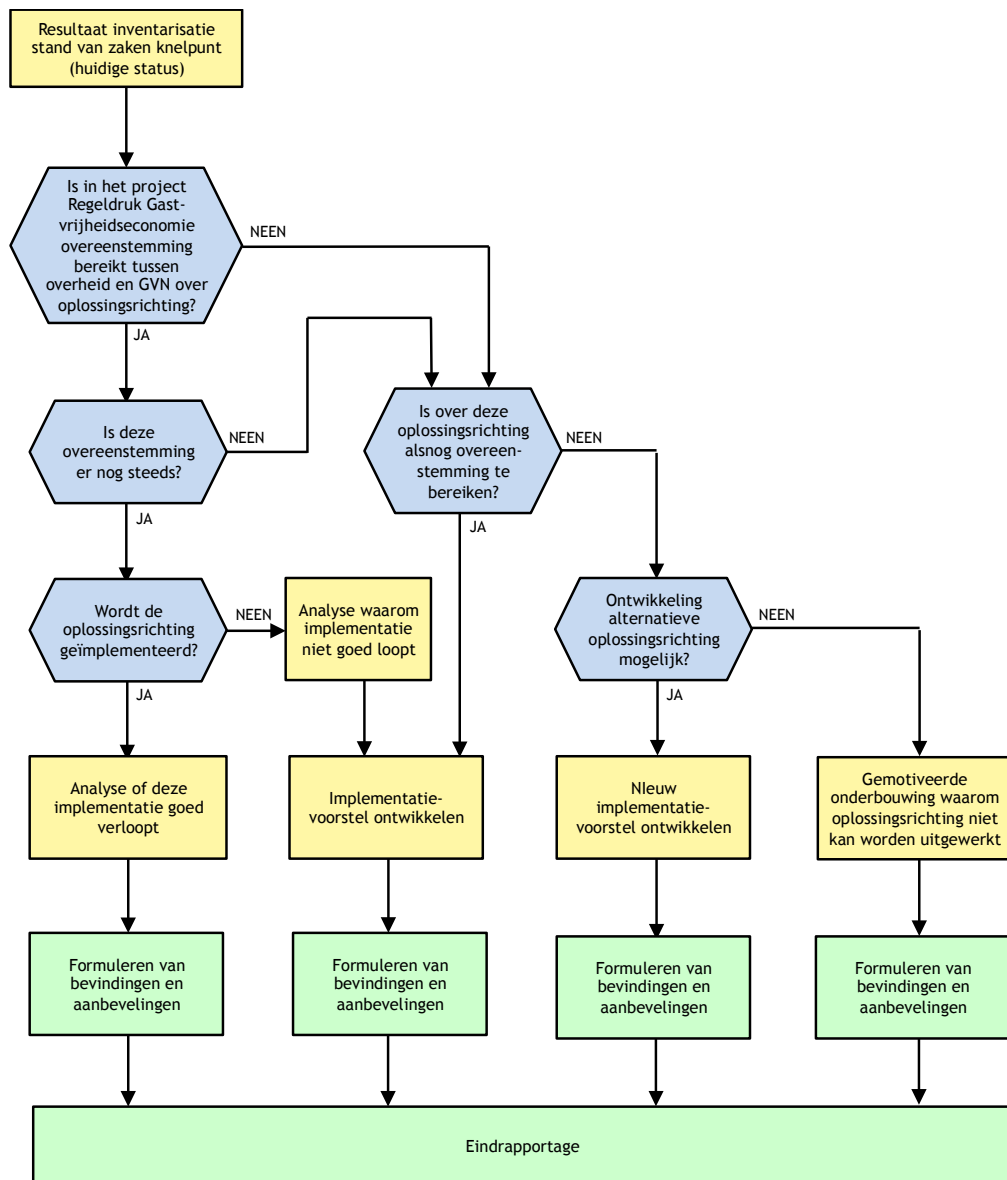 Resultaat inventarisatie
stand van zaken knelpunt
(huidige status)
Is in het project
Regeldruk Gast-
vrijheidseconomie
overeenstemming
bereikt tussen
overheid en GVN over
oplossingsrichting?
NEEN
JA
Is deze
overeenstemming
er nog steeds?
NEEN
JA
Is over deze
oplossingsrichting
alsnog overeen-
stemming te
bereiken?
NEEN
JA
Wordt de
oplossingsrichting
geïmplementeerd?
NEEN
JA
Analyse waarom
implementatie
niet goed loopt
Ontwikkeling
alternatieve
oplossingsrichting
mogelijk?
NEEN
JA
Analyse of deze
implementatie goed
verloopt
Implementatie-
voorstel ontwikkelen
NIeuw
implementatie-
voorstel ontwikkelen
Gemotiveerde
onderbouwing waarom
oplossingsrichting niet
kan worden uitgewerkt
Formuleren van
bevindingen en
aanbevelingen
Formuleren van
bevindingen en
aanbevelingen
Formuleren van
bevindingen en
aanbevelingen
Formuleren van
bevindingen en
aanbevelingen
Eindrapportage